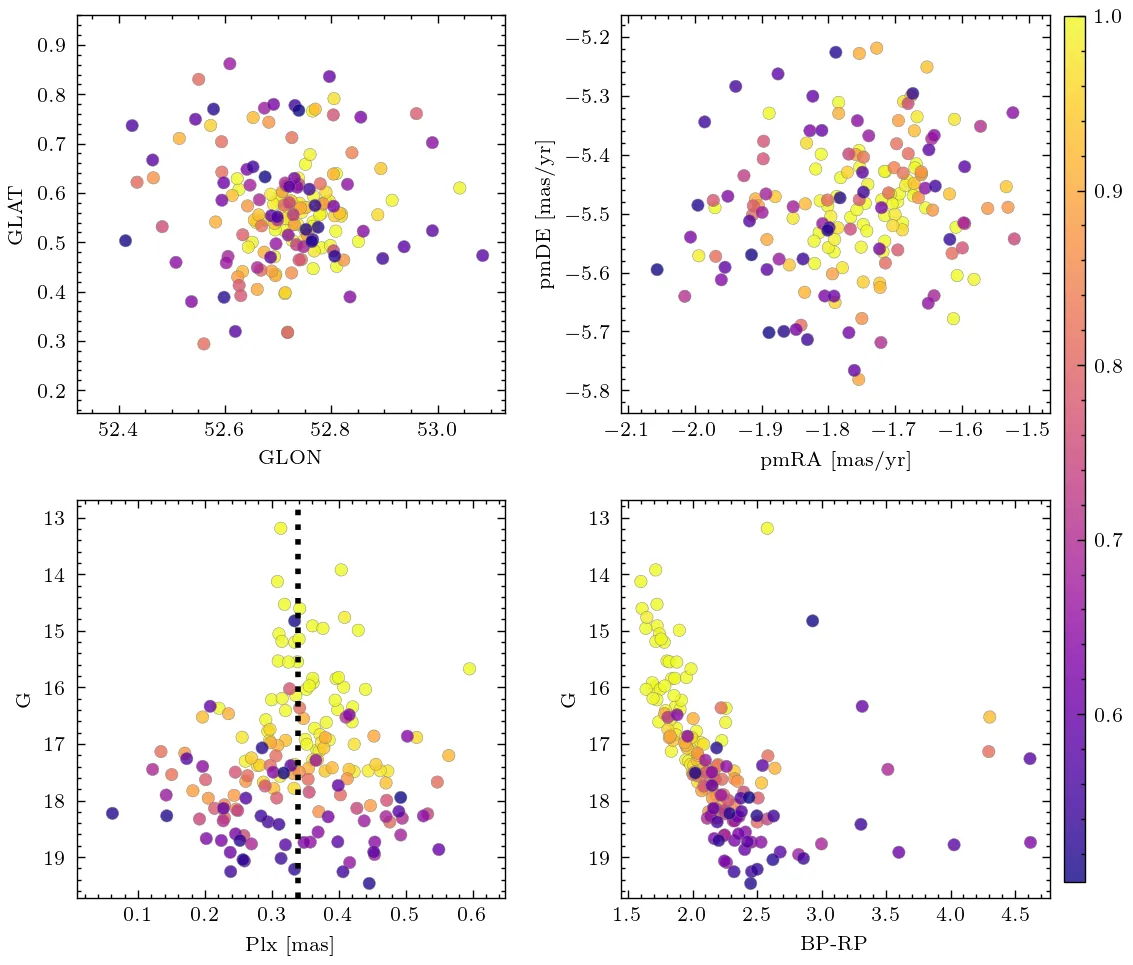 0.9
0.8
0.7
0.6
0.5
0.4
0.3
0.2
GLAT
52.4 52.6 52.8 53.0
GLON
−5.2
−5.3
−5.4
−5.5
−5.6
−5.7
−5.8
pmDE [mas/yr]
−2.1 −2.0 −1.9 −1.8 −1.7 −1.6 −1.5
pmRA [mas/yr]
13
14
15
16
17
18
19
G
0.1 0.2 0.3 0.4 0.5 0.6
Plx [mas]
13
14
15
16
17
18
19
G
1.5 2.0 2.5 3.0 3.5 4.0 4.5
BP-RP
1.0
0.9
0.8
0.7
0.6